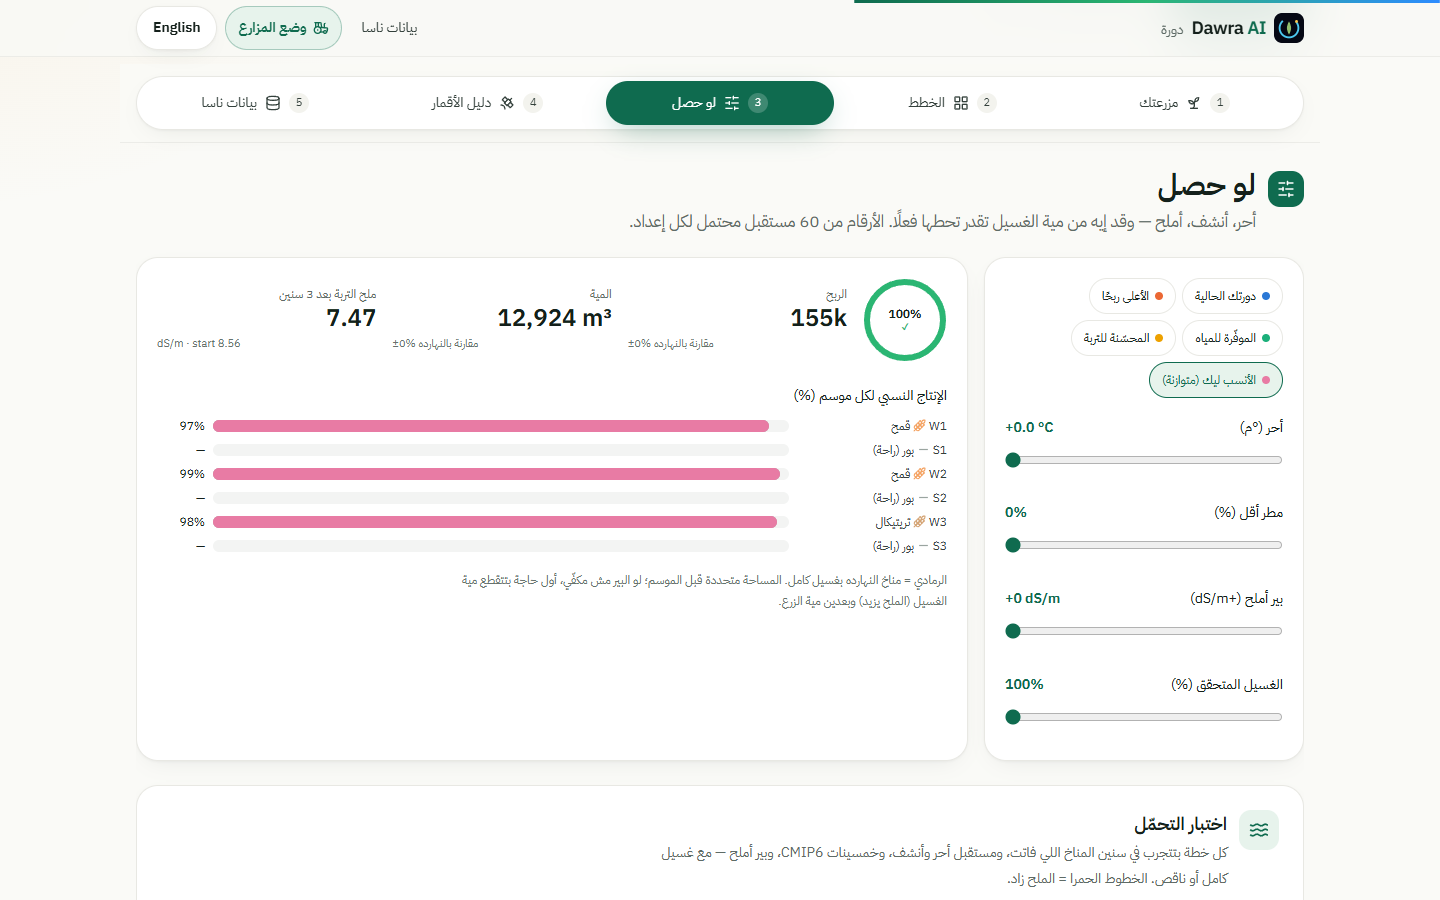 Dawra AI دورة
بيانات ناسا
وضع المزارع
English
1 مزرعتك
2 الخطط
3 لو حصل
4 دليل الأقمار
5 بيانات ناسا
لو حصل
أحر، أنشف، أملح — وقد إيه من مية الغسيل تقدر تحطها فعلًا. الأرقام من 60 مستقبل محتمل لكل إعداد.
دورتك الحالية
الأعلى ربحًا
الموفّرة للمياه
المحسّنة للتربة
الأنسب ليك (متوازنة)
أحر (°م)
+0.0 °C
مطر أقل (%)
0%
بير أملح (+dS/m)
+0 dS/m
الغسيل المتحقق (%)
100%
100%
✓
الربح
155k
مقارنة بالنهارده %0±
المية
12,924 m³
مقارنة بالنهارده %0±
ملح التربة بعد 3 سنين
7.47
dS/m · start 8.56
الإنتاج النسبي لكل موسم (%)
W1 قمح 97%
S1 — بور (راحة) —
W2 قمح 99%
S2 — بور (راحة) —
W3 تريتيكال 98%
S3 — بور (راحة) —
الرمادي = مناخ النهارده بغسيل كامل. المساحة متحددة قبل الموسم؛ لو البير مش مكفّي، أول حاجة بتتقطع مية
الغسيل (الملح يزيد) وبعدين مية الزرع.
اختبار التحمّل
كل خطة بتتجرب في سنين المناخ اللي فاتت، ومستقبل أحر وأنشف، وخمسينات CMIP6، وبير أملح — مع غسيل
كامل أو ناقص. الخطوط الحمرا = الملح زاد.